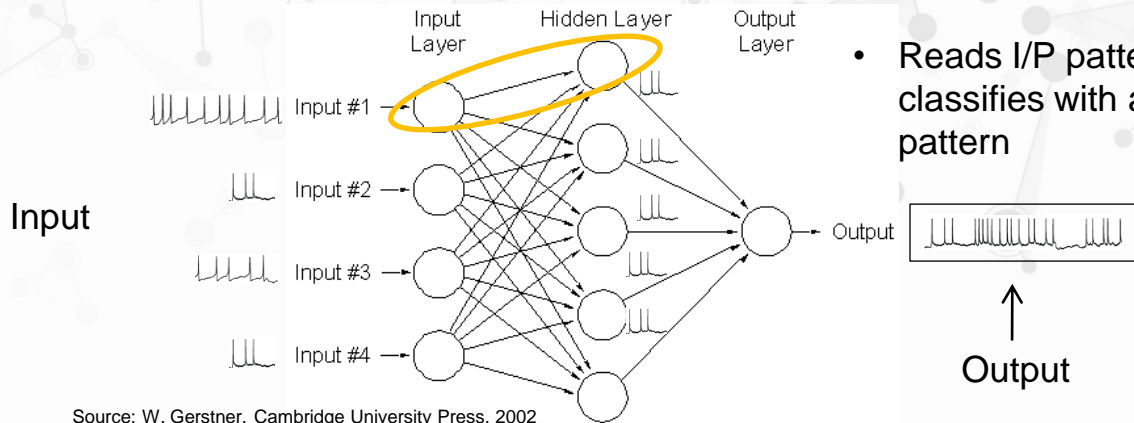 Input
Layer
Hidden Layer
Output
Layer
Input #1
Input #2
Input #3
Input #4
Input
Output
• Reads I/P
classifies with
pattern
Output
Source: W. Gerstner, Cambridge University Press, 2002